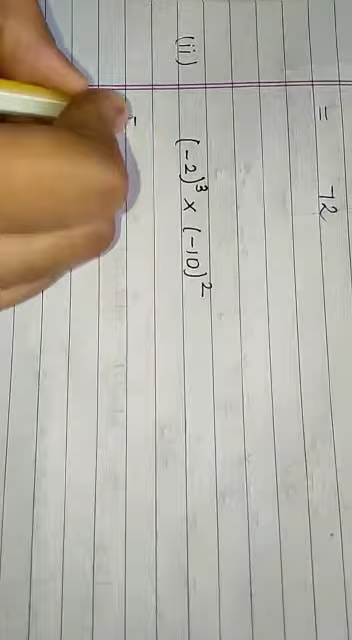 = 72
(ii) (-2)³ × (-10)²